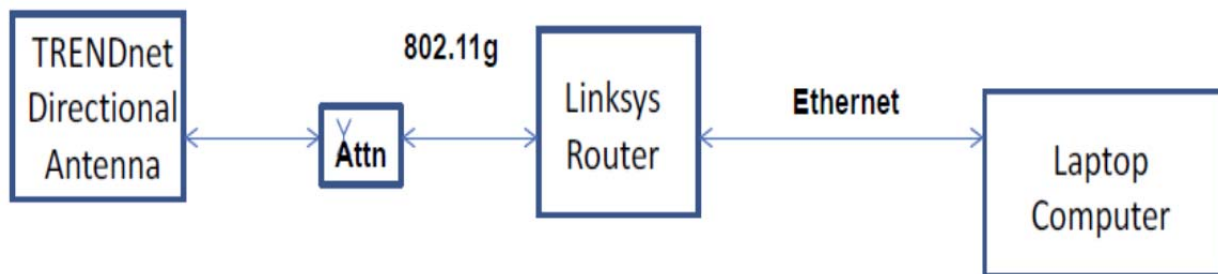 TRENDnet
Directional
Antenna
Attn
802.11g
Linksys
Router
Ethernet
Laptop
Computer